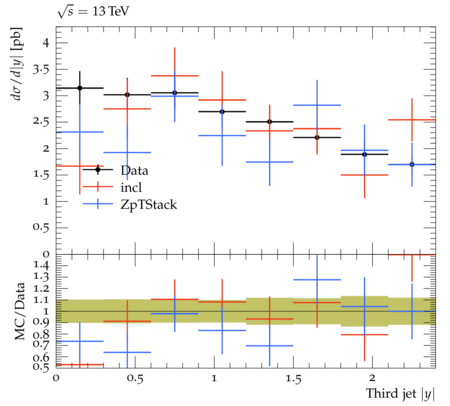 √s = 13 TeV
dσ/d|y| [pb]
4
3.5
3
2.5
2
1.5
1
0.5
0
Data
incl
ZpTStack
MC/Data
1.4
1.3
1.2
1.1
1
0.9
0.8
0.7
0.6
0.5
0 0.5 1 1.5 2
Third jet |y|